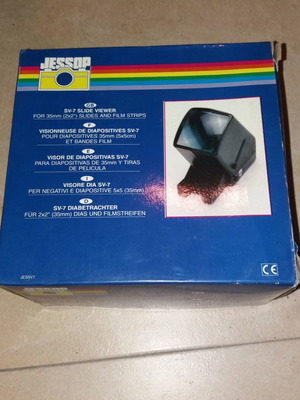 JESSOP
GB
SV-7 SLIDE VIEWER
FOR 35mm (2x2") SLIDES AND FILM STRIPS
F
VISIONNEUSE DE DIAPOSITIVES SV-7
POUR DIAPOSITIVES 35mm (5x5cm)
ET BANDES FILM
E
VISOR DE DIAPOSITIVAS SV-7
PARA DIAPOSITIVAS DE 35mm Y TIRAS
DE PELICULA
I
VISORE DIA SV-7
PER NEGATIVI E DIAPOSITIVE 5x5 (35mm)
D
SV-7 DIABETRACHTER
FÜR 2x2" (35mm) DIAS UND FILMSTREIFEN
CE